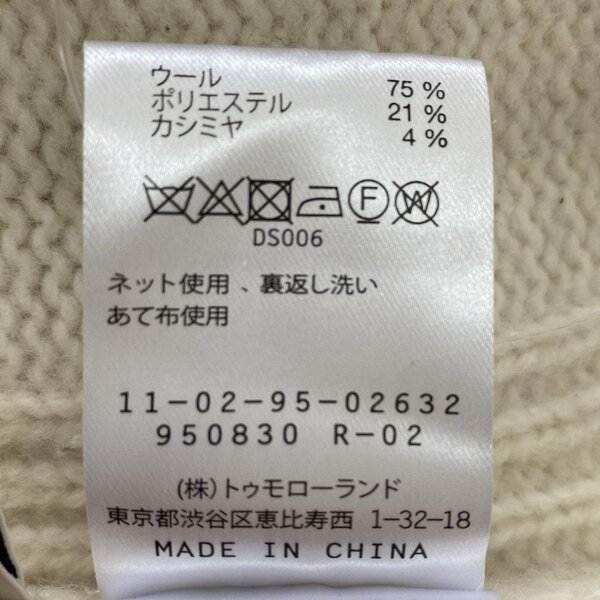 ウール 75 %
ポリエステル 21 %
カシミヤ 4 %
F W
DS006
ネット使用 、裏返し洗い
あて布使用
11-02-95-02632
950830 R-02
(株)トゥモローランド
東京都渋谷区恵比寿西 1-32-18
MADE IN CHINA